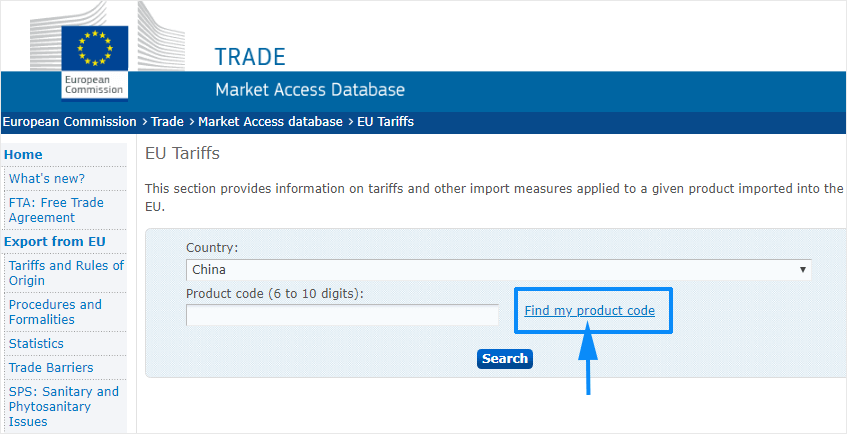 European
Commission
TRADE
Market Access Database
European Commission > Trade > Market Access database > EU Tariffs
Home
What's new?
FTA: Free Trade
Agreement
Export from EU
Tariffs and Rules of
Origin
Procedures and
Formalities
Statistics
Trade Barriers
SPS: Sanitary and
Phytosanitary
Issues
EU Tariffs
This section provides information on tariffs and other import measures applied to a given product imported into the
EU.
Country:
China
Product code (6 to 10 digits):
Find my product code
Search